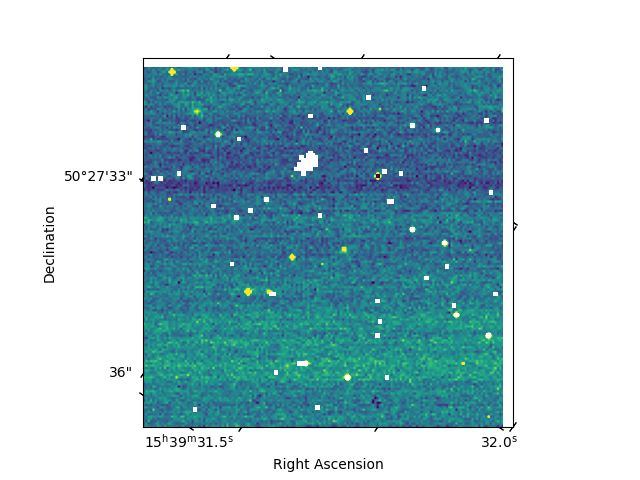 50°27'33"
Declination
36"
15ʰ39ᵐ31.5ˢ
32.0ˢ
Right Ascension